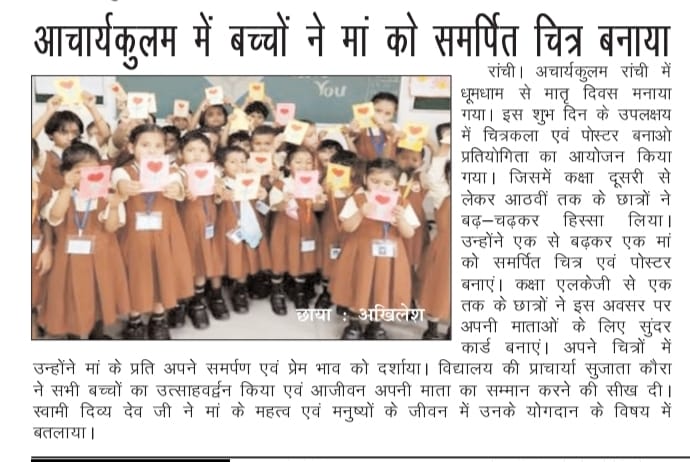 आचार्यकुलम में बच्चों ने मां को समर्पित चित्र बनाया
You
छाया : अखिलेश
रांची। अचार्यकुलम रांची में
धूमधाम से मातृ दिवस मनाया
गया। इस शुभ दिन के उपलक्षय
में चित्रकला एवं पोस्टर बनाओ
प्रतियोगिता का आयोजन किया
गया। जिसमें कक्षा दूसरी से
लेकर आठवीं तक के छात्रों ने
बढ़–चढ़कर हिस्सा लिया।
उन्होंने एक से बढ़कर एक मां
को समर्पित चित्र एवं पोस्टर
बनाएं। कक्षा एलकेजी से एक
तक के छात्रों ने इस अवसर पर
अपनी माताओं के लिए सुंदर
कार्ड बनाएं। अपने चित्रों में
उन्होंने मां के प्रति अपने समर्पण एवं प्रेम भाव को दर्शाया। विद्यालय की प्राचार्या सुजाता कौरा
ने सभी बच्चों का उत्साहवर्द्वन किया एवं आजीवन अपनी माता का सम्मान करने की सीख दी।
स्वामी दिव्य देव जी ने मां के महत्व एवं मनुष्यों के जीवन में उनके योगदान के विषय में
बतलाया।